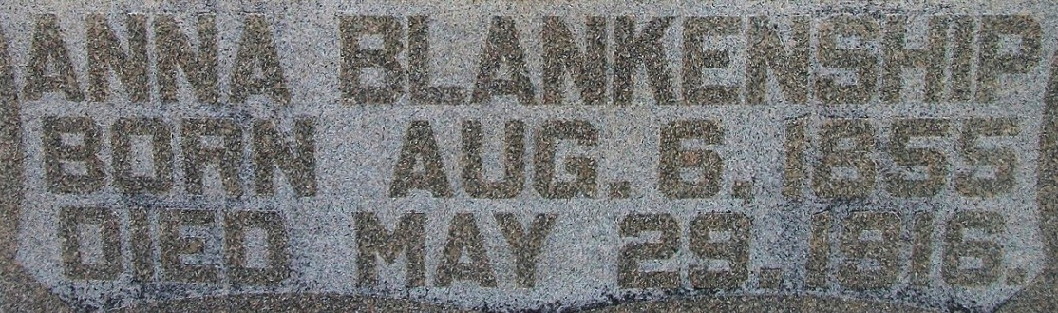 ANNA BLANKENSHIP
BORN AUG. 6. 1855
DIED MAY 29. 1916.